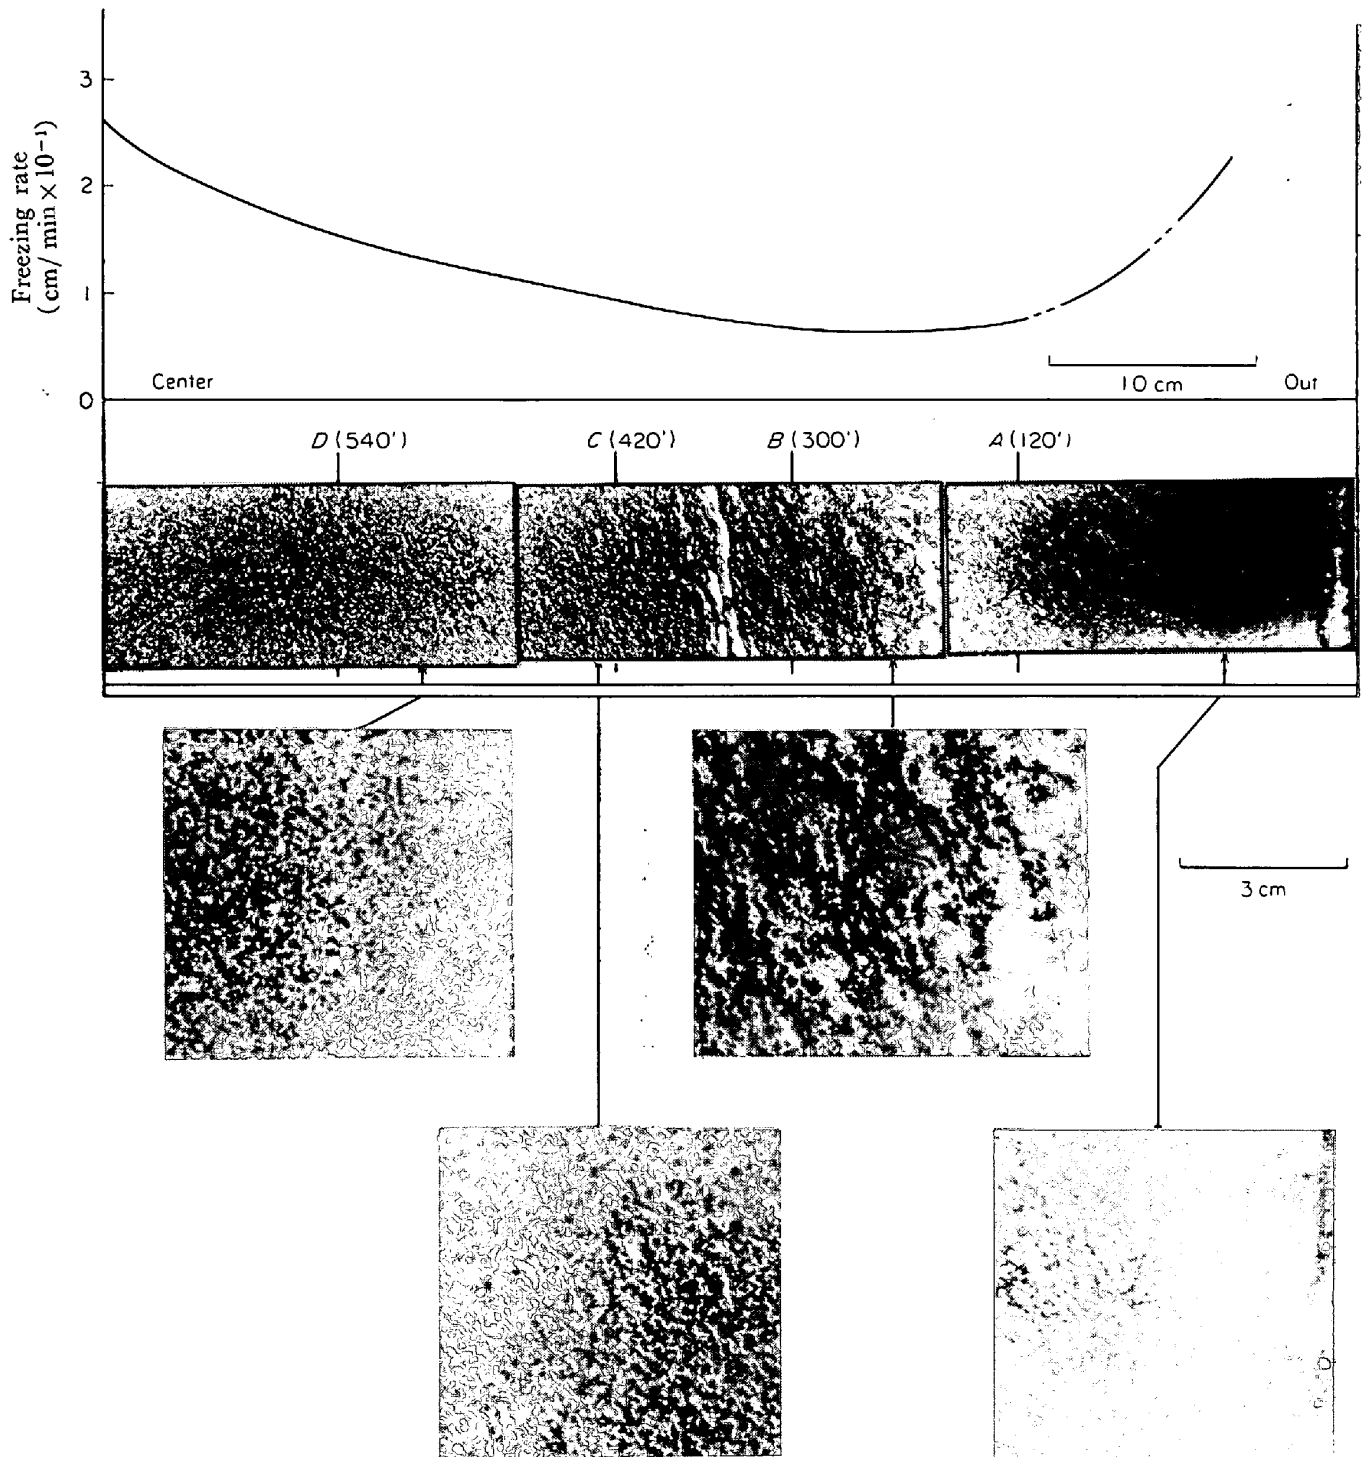 3
2
1
0
Freezing rate
(cm/min × 10⁻¹)
Center
10 cm
Out
D (540')
C (420')
B (300')
A (120')
3 cm